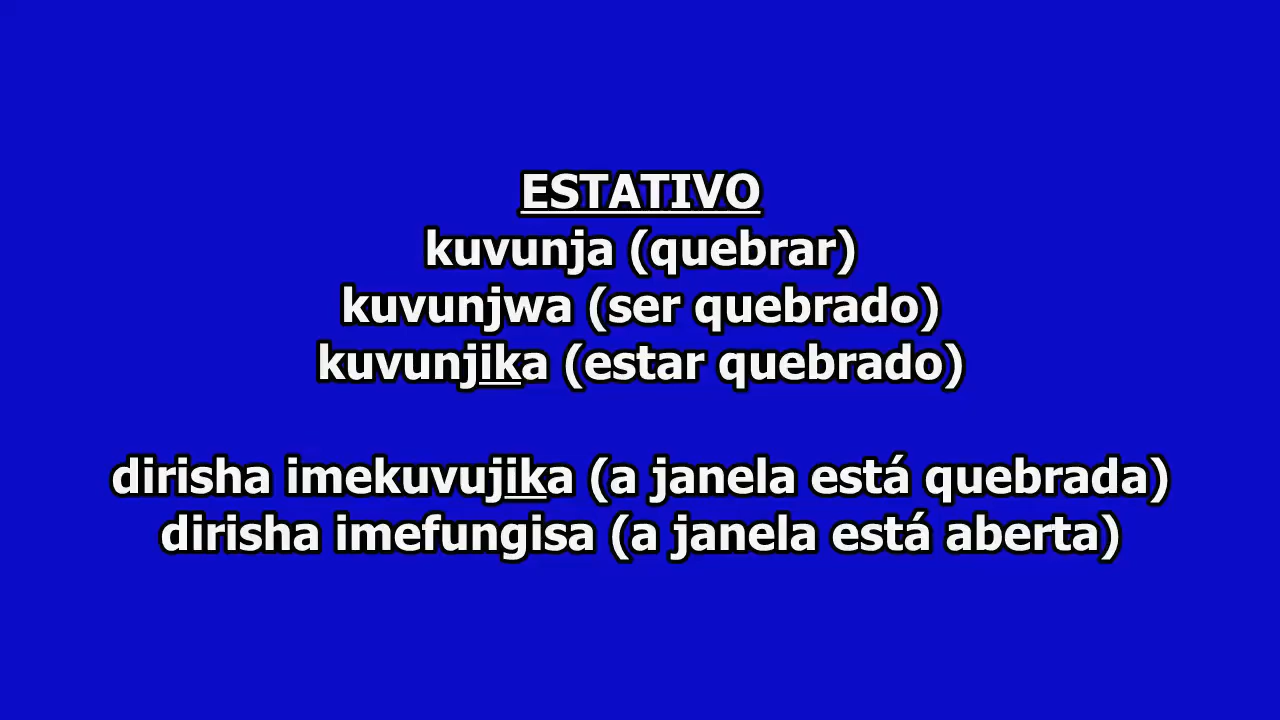 ESTATIVO
kuvunja (quebrar)
kuvunjwa (ser quebrado)
kuvunjika (estar quebrado)
dirisha imekuvujika (a janela está quebrada)
dirisha imefungisa (a janela está aberta)